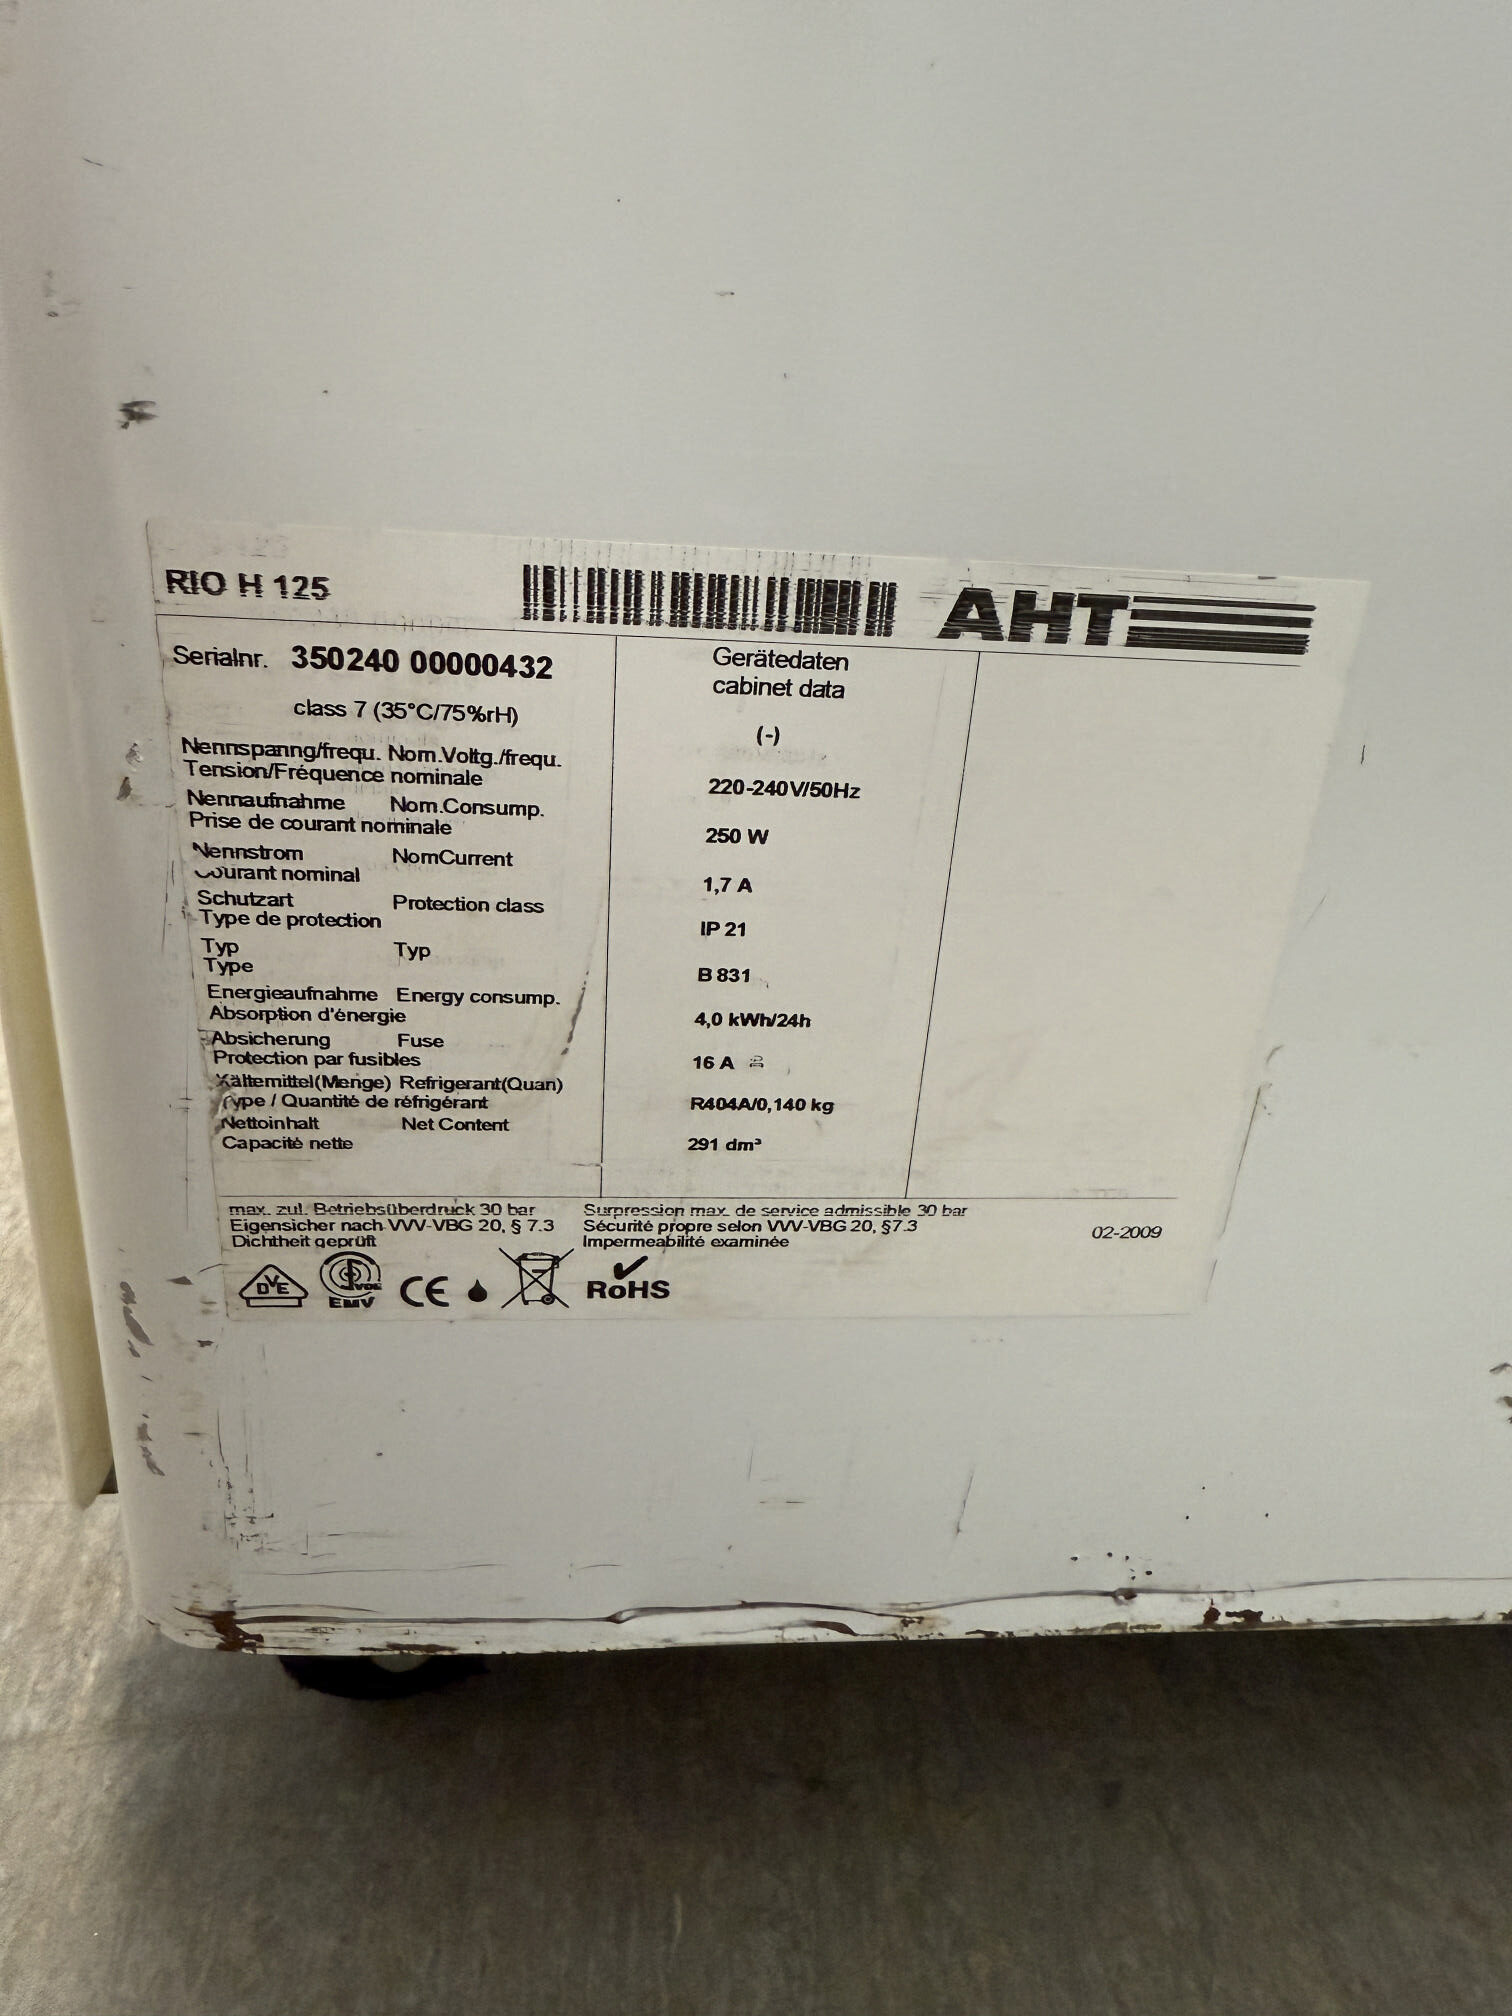 RIO H 125
AHT
Serialnr. 350240 00000432
class 7 (35°C/75%rH)
Gerätedaten
cabinet data
(-)
Nennspanng/frequ. Nom.Voltg./frequ.
Tension/Fréquence nominale
220-240V/50Hz
Nennaufnahme Nom.Consump.
Prise de courant nominale
250 W
Nennstrom NomCurrent
Courant nominal
1,7 A
Schutzart Protection class
Type de protection
IP 21
Typ Typ
Type
B 831
Energieaufnahme Energy consump.
Absorption d'énergie
4,0 kWh/24h
Absicherung Fuse
Protection par fusibles
16 A
Kältemittel(Menge) Refrigerant(Quan)
Type / Quantité de réfrigérant
R404A/0,140 kg
Nettoinhalt Net Content
Capacité nette
291 dm³
max. zul. Betriebsüberdruck 30 bar Surpression max. de service admissible 30 bar
Eigensicher nach VVV-VBG 20, § 7.3 Sécurité propre selon VVV-VBG 20, §7.3
Dichtheit geprüft Impermeabilité examinée
02-2009
DVE VDE EMV CE RoHS